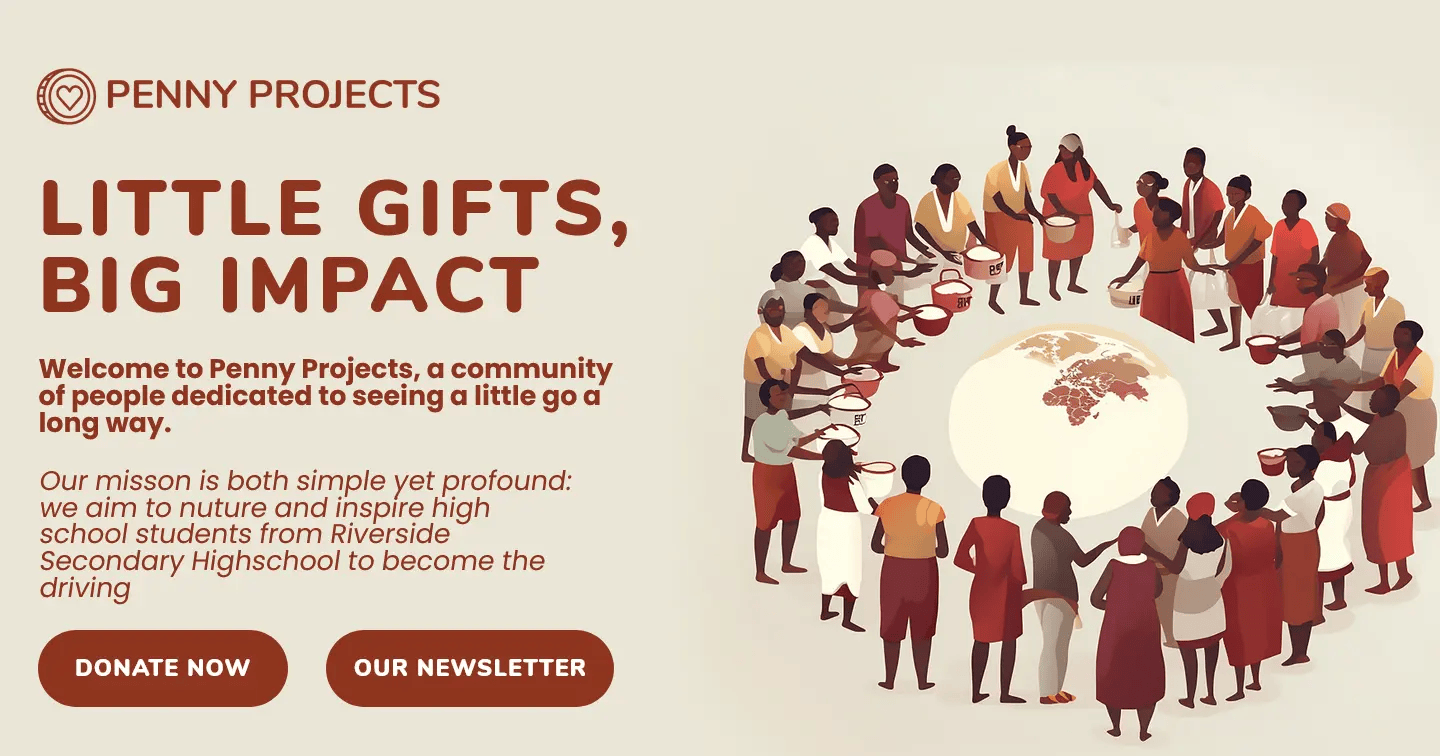 PENNY PROJECTS
LITTLE GIFTS,
BIG IMPACT
Welcome to Penny Projects, a community
of people dedicated to seeing a little go a
long way.
Our misson is both simple yet profound:
we aim to nuture and inspire high
school students from Riverside
Secondary Highschool to become the
driving
DONATE NOW
OUR NEWSLETTER